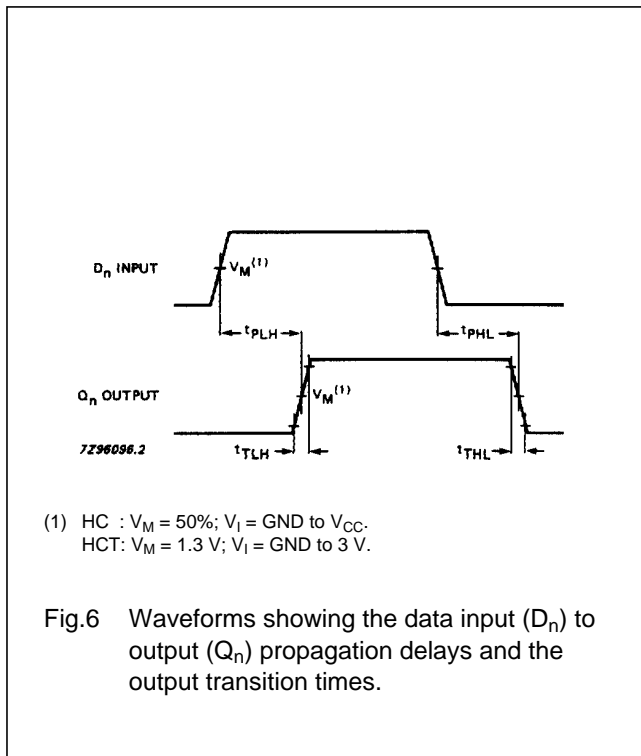 Dn INPUT
VM(1)
tPLH
tPHL
Qn OUTPUT
VM(1)
7Z96096.2
tTLH
tTHL
(1) HC : VM = 50%; VI = GND to VCC.
HCT: VM = 1.3 V; VI = GND to 3 V.
Fig.6 Waveforms showing the data input (Dn) to
output (Qn) propagation delays and the
output transition times.